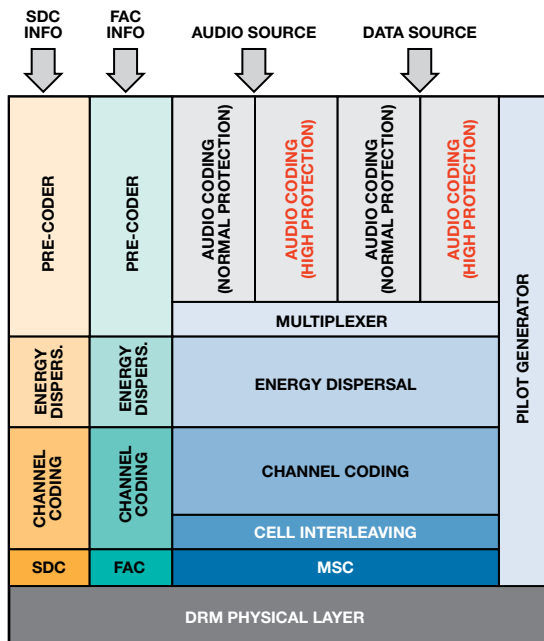 SDC
INFO
FAC
INFO
AUDIO SOURCE
DATA SOURCE
PRE-CODER
PRE-CODER
AUDIO CODING
(NORMAL PROTECTION)
AUDIO CODING
(HIGH PROTECTION)
AUDIO CODING
(NORMAL PROTECTION)
AUDIO CODING
(HIGH PROTECTION)
PILOT GENERATOR
MULTIPLEXER
ENERGY
DISPERS.
ENERGY
DISPERS.
ENERGY DISPERSAL
CHANNEL
CODING
CHANNEL
CODING
CHANNEL CODING
CELL INTERLEAVING
SDC
FAC
MSC
DRM PHYSICAL LAYER